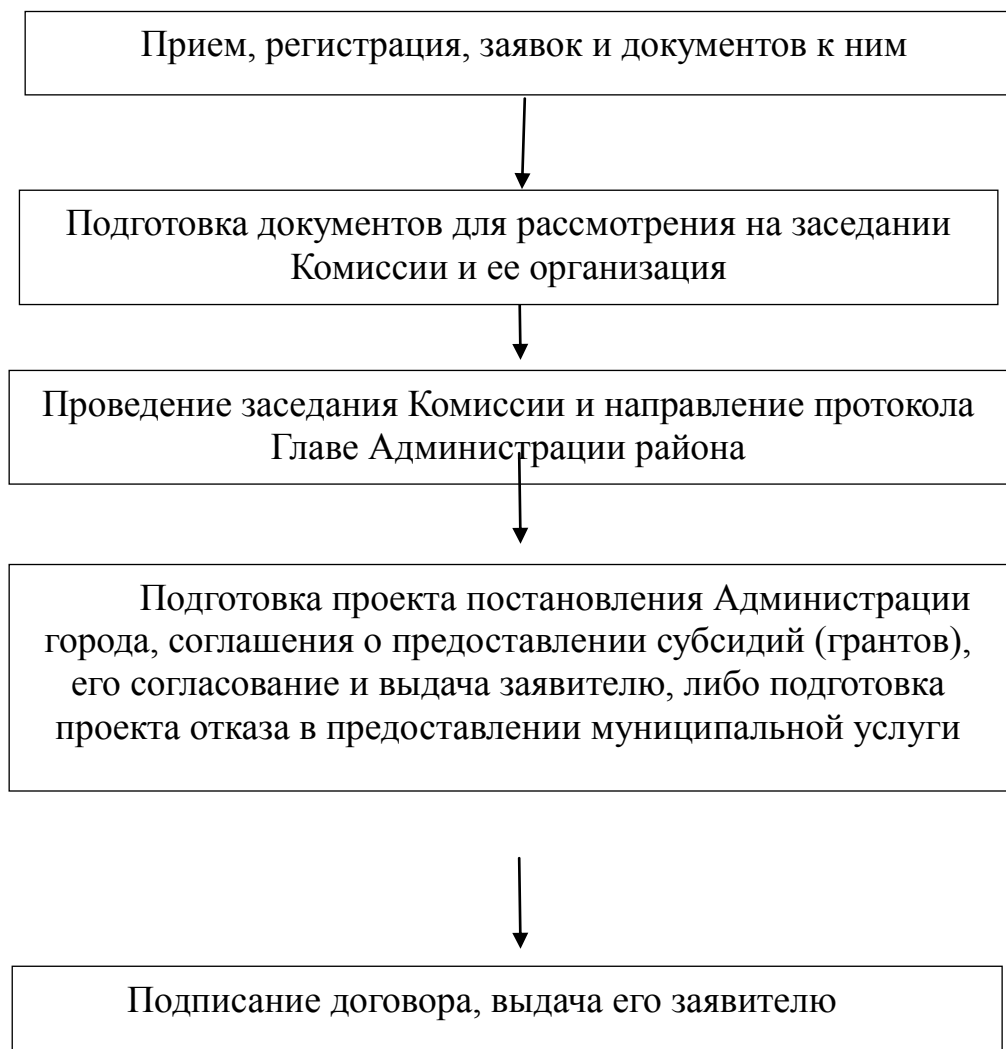 Прием, регистрация, заявок и документов к ним
Подготовка документов для рассмотрения на заседании
Комиссии и ее организация
Проведение заседания Комиссии и направление протокола
Главе Администрации района
Подготовка проекта постановления Администрации
города, соглашения о предоставлении субсидий (грантов),
его согласование и выдача заявителю, либо подготовка
проекта отказа в предоставлении муниципальной услуги
Подписание договора, выдача его заявителю